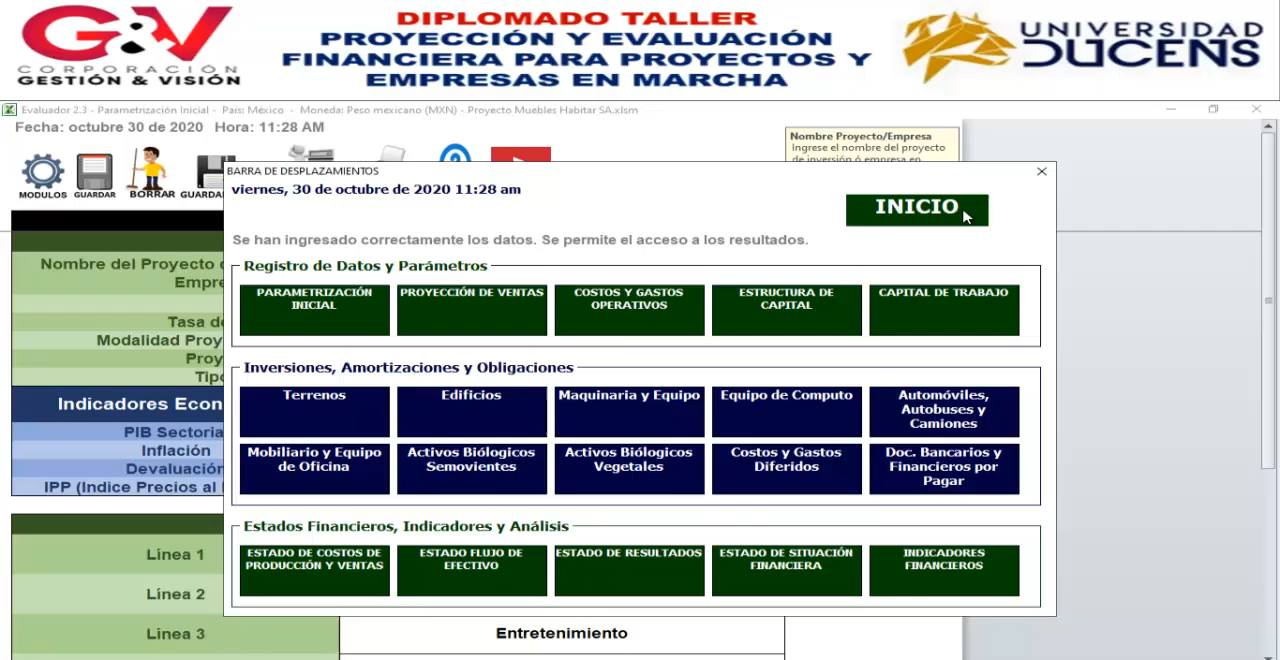 G&V
CORPORACIÓN
GESTIÓN & VISIÓN
DIPLOMADO TALLER
PROYECCIÓN Y EVALUACIÓN
FINANCIERA PARA PROYECTOS Y
EMPRESAS EN MARCHA
UNIVERSIDAD
DUCENS
Evaluador 2.3 - Parametrización Inicial - País: México - Moneda: Peso mexicano (MXN) - Proyecto Muebles Habitar SA.xlsm
Fecha: octubre 30 de 2020 Hora: 11:28 AM
Nombre Proyecto/Empresa
Ingrese el nombre del proyecto
de inversión ó empresa en
MODULOS
GUARDAR
BORRAR
BARRA DE DESPLAZAMIENTOS
viernes, 30 de octubre de 2020 11:28 am
INICIO
Se han ingresado correctamente los datos. Se permite el acceso a los resultados.
Registro de Datos y Parámetros
PARAMETRIZACIÓN
INICIAL
PROYECCIÓN DE VENTAS
COSTOS Y GASTOS
OPERATIVOS
ESTRUCTURA DE
CAPITAL
CAPITAL DE TRABAJO
Inversiones, Amortizaciones y Obligaciones
Terrenos
Edificios
Maquinaria y Equipo
Equipo de Computo
Automóviles,
Autobuses y
Camiones
Mobiliario y Equipo
de Oficina
Activos Biólogicos
Semovientes
Activos Biólogicos
Vegetales
Costos y Gastos
Diferidos
Doc. Bancarios y
Financieros por
Pagar
Estados Financieros, Indicadores y Análisis
ESTADO DE COSTOS DE
PRODUCCIÓN Y VENTAS
ESTADO FLUJO DE
EFECTIVO
ESTADO DE RESULTADOS
ESTADO DE SITUACIÓN
FINANCIERA
INDICADORES
FINANCIEROS
Nombre del Proyecto
Empre
Tasa de
Modalidad Proy
Proy
Tipo
Indicadores Econ
PIB Sectoria
Inflación
Devaluación
IPP (Indice Precios al
Línea 1
Línea 2
Línea 3
Entretenimiento